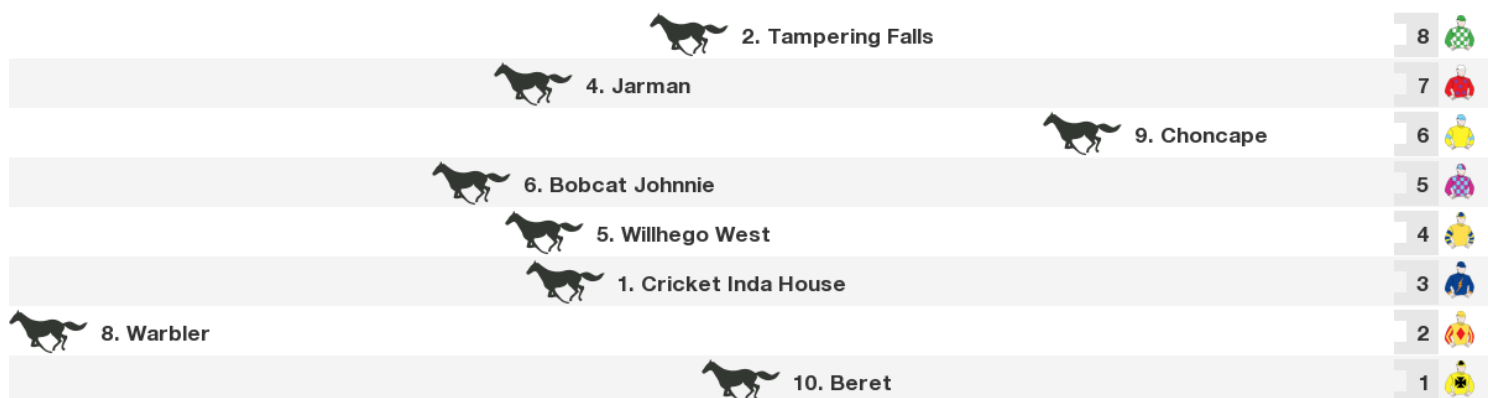 2. Tampering Falls 8
4. Jarman 7
9. Choncape 6
6. Bobcat Johnnie 5
5. Willhego West 4
1. Cricket Inda House 3
8. Warbler 2
10. Beret 1